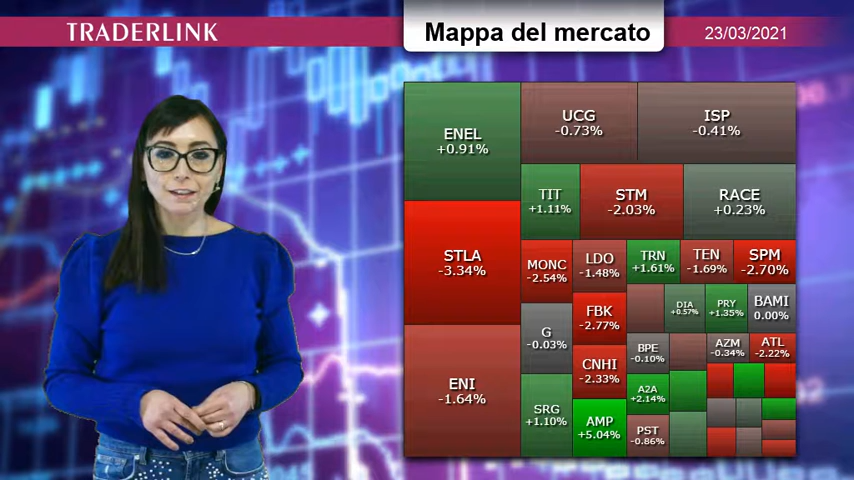 TRADERLINK
Mappa del mercato
23/03/2021
ENEL
+0.91%
UCG
-0.73%
ISP
-0.41%
TIT
+1.11%
STM
-2.03%
RACE
+0.23%
STLA
-3.34%
MONC
-2.54%
LDO
-1.48%
TRN
+1.61%
TEN
-1.69%
SPM
-2.70%
FBK
-2.77%
DIA
+0.57%
PRY
+1.35%
BAMI
0.00%
G
-0.03%
ENI
-1.64%
CNHI
-2.33%
BPE
-0.10%
AZM
-0.34%
ATL
-2.22%
SRG
+1.10%
AMP
+5.04%
A2A
+2.14%
PST
-0.86%